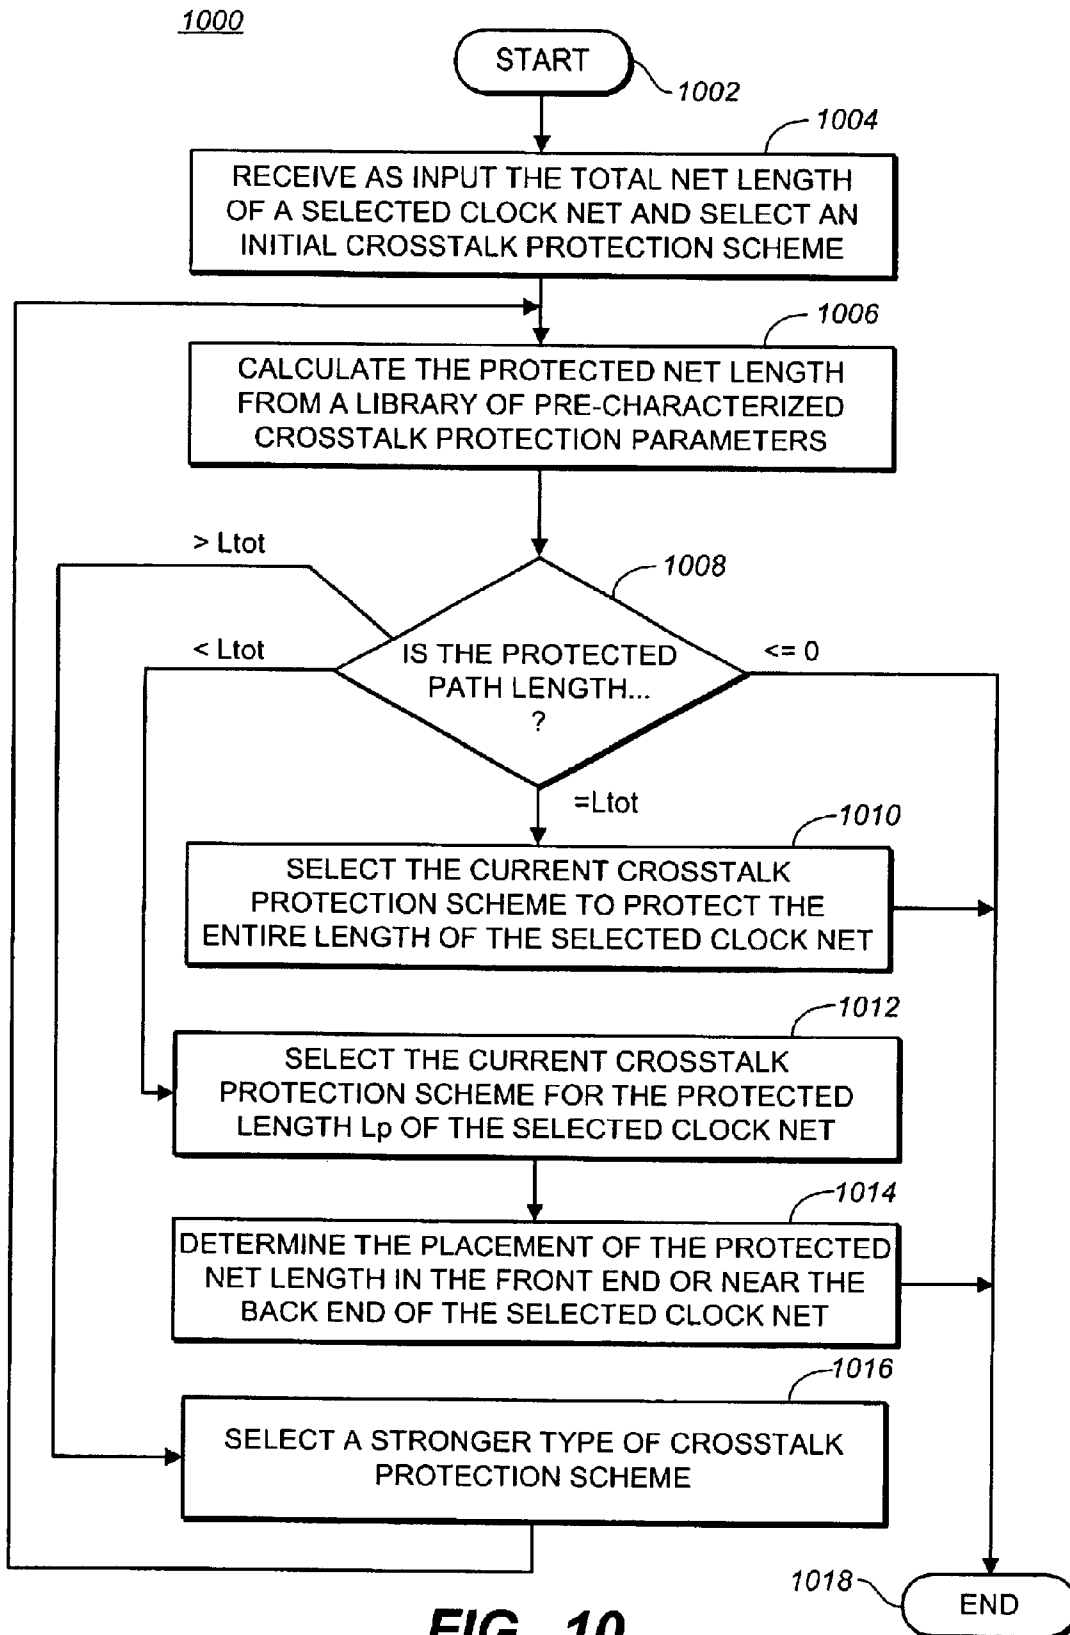 1000
START
1002
1004
RECEIVE AS INPUT THE TOTAL NET LENGTH
OF A SELECTED CLOCK NET AND SELECT AN
INITIAL CROSSTALK PROTECTION SCHEME
1006
CALCULATE THE PROTECTED NET LENGTH
FROM A LIBRARY OF PRE-CHARACTERIZED
CROSSTALK PROTECTION PARAMETERS
> Ltot
1008
< Ltot
<= 0
IS THE PROTECTED
PATH LENGTH...
?
=Ltot
1010
SELECT THE CURRENT CROSSTALK
PROTECTION SCHEME TO PROTECT THE
ENTIRE LENGTH OF THE SELECTED CLOCK NET
1012
SELECT THE CURRENT CROSSTALK
PROTECTION SCHEME FOR THE PROTECTED
LENGTH Lp OF THE SELECTED CLOCK NET
1014
DETERMINE THE PLACEMENT OF THE PROTECTED
NET LENGTH IN THE FRONT END OR NEAR THE
BACK END OF THE SELECTED CLOCK NET
1016
SELECT A STRONGER TYPE OF CROSSTALK
PROTECTION SCHEME
1018
END
FIG._10